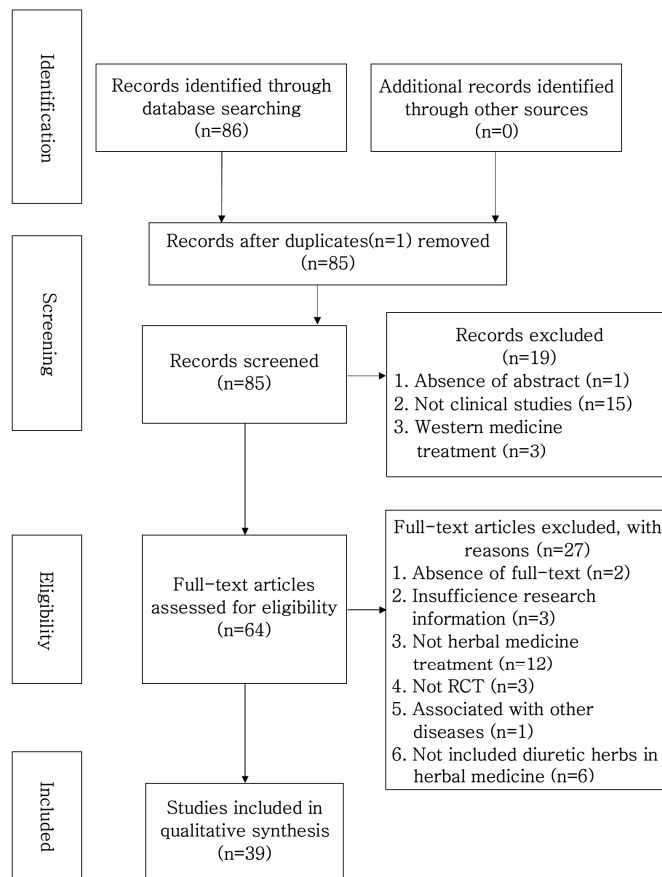 Identification
Records identified through
database searching
(n=86)
Additional records identified
through other sources
(n=0)
Records after duplicates(n=1) removed
(n=85)
Screening
Records screened
(n=85)
Records excluded
(n=19)
1. Absence of abstract (n=1)
2. Not clinical studies (n=15)
3. Western medicine
treatment (n=3)
Eligibility
Full-text articles
assessed for eligibility
(n=64)
Full-text articles excluded, with
reasons (n=27)
1. Absence of full-text (n=2)
2. Insufficience research
information (n=3)
3. Not herbal medicine
treatment (n=12)
4. Not RCT (n=3)
5. Associated with other
diseases (n=1)
6. Not included diuretic herbs in
herbal medicine (n=6)
Included
Studies included in
qualitative synthesis
(n=39)